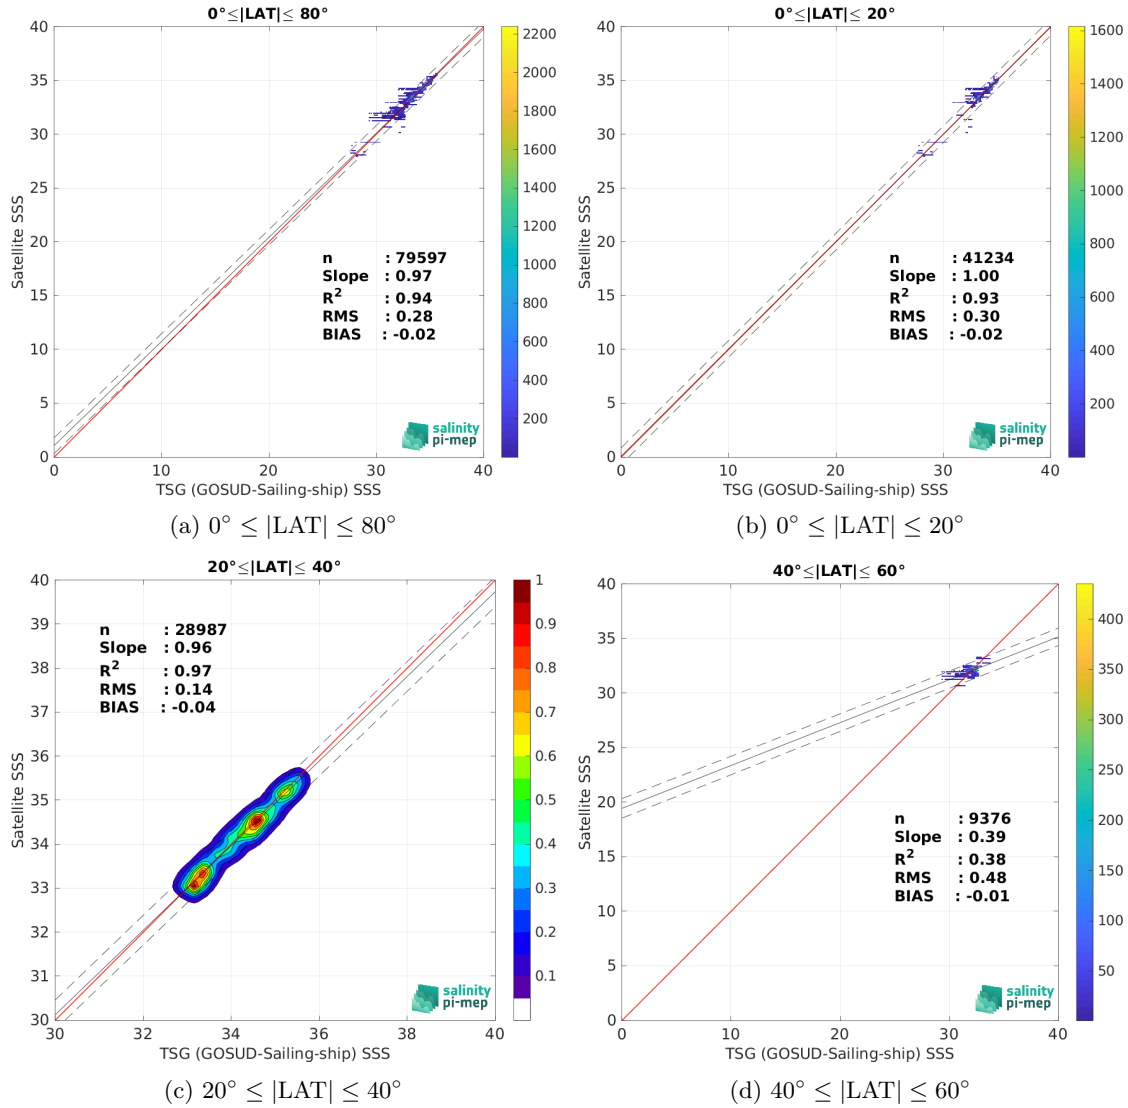 0°≤|LAT|≤ 80°
40
35
30
25
20
15
10
5
0
Satellite SSS
n : 79597
Slope : 0.97
R² : 0.94
RMS : 0.28
BIAS : -0.02
salinity
pi-mep
0 10 20 30 40
TSG (GOSUD-Sailing-ship) SSS
2200
2000
1800
1600
1400
1200
1000
800
600
400
200
(a) 0° ≤ |LAT| ≤ 80°
0°≤|LAT|≤ 20°
40
35
30
25
20
15
10
5
0
Satellite SSS
n : 41234
Slope : 1.00
R² : 0.93
RMS : 0.30
BIAS : -0.02
salinity
pi-mep
0 10 20 30 40
TSG (GOSUD-Sailing-ship) SSS
1600
1400
1200
1000
800
600
400
200
(b) 0° ≤ |LAT| ≤ 20°
20°≤|LAT|≤ 40°
40
39
38
37
36
35
34
33
32
31
30
Satellite SSS
n : 28987
Slope : 0.96
R² : 0.97
RMS : 0.14
BIAS : -0.04
salinity
pi-mep
30 32 34 36 38 40
TSG (GOSUD-Sailing-ship) SSS
1
0.9
0.8
0.7
0.6
0.5
0.4
0.3
0.2
0.1
(c) 20° ≤ |LAT| ≤ 40°
40°≤|LAT|≤ 60°
40
35
30
25
20
15
10
5
0
Satellite SSS
n : 9376
Slope : 0.39
R² : 0.38
RMS : 0.48
BIAS : -0.01
salinity
pi-mep
0 10 20 30 40
TSG (GOSUD-Sailing-ship) SSS
400
350
300
250
200
150
100
50
(d) 40° ≤ |LAT| ≤ 60°